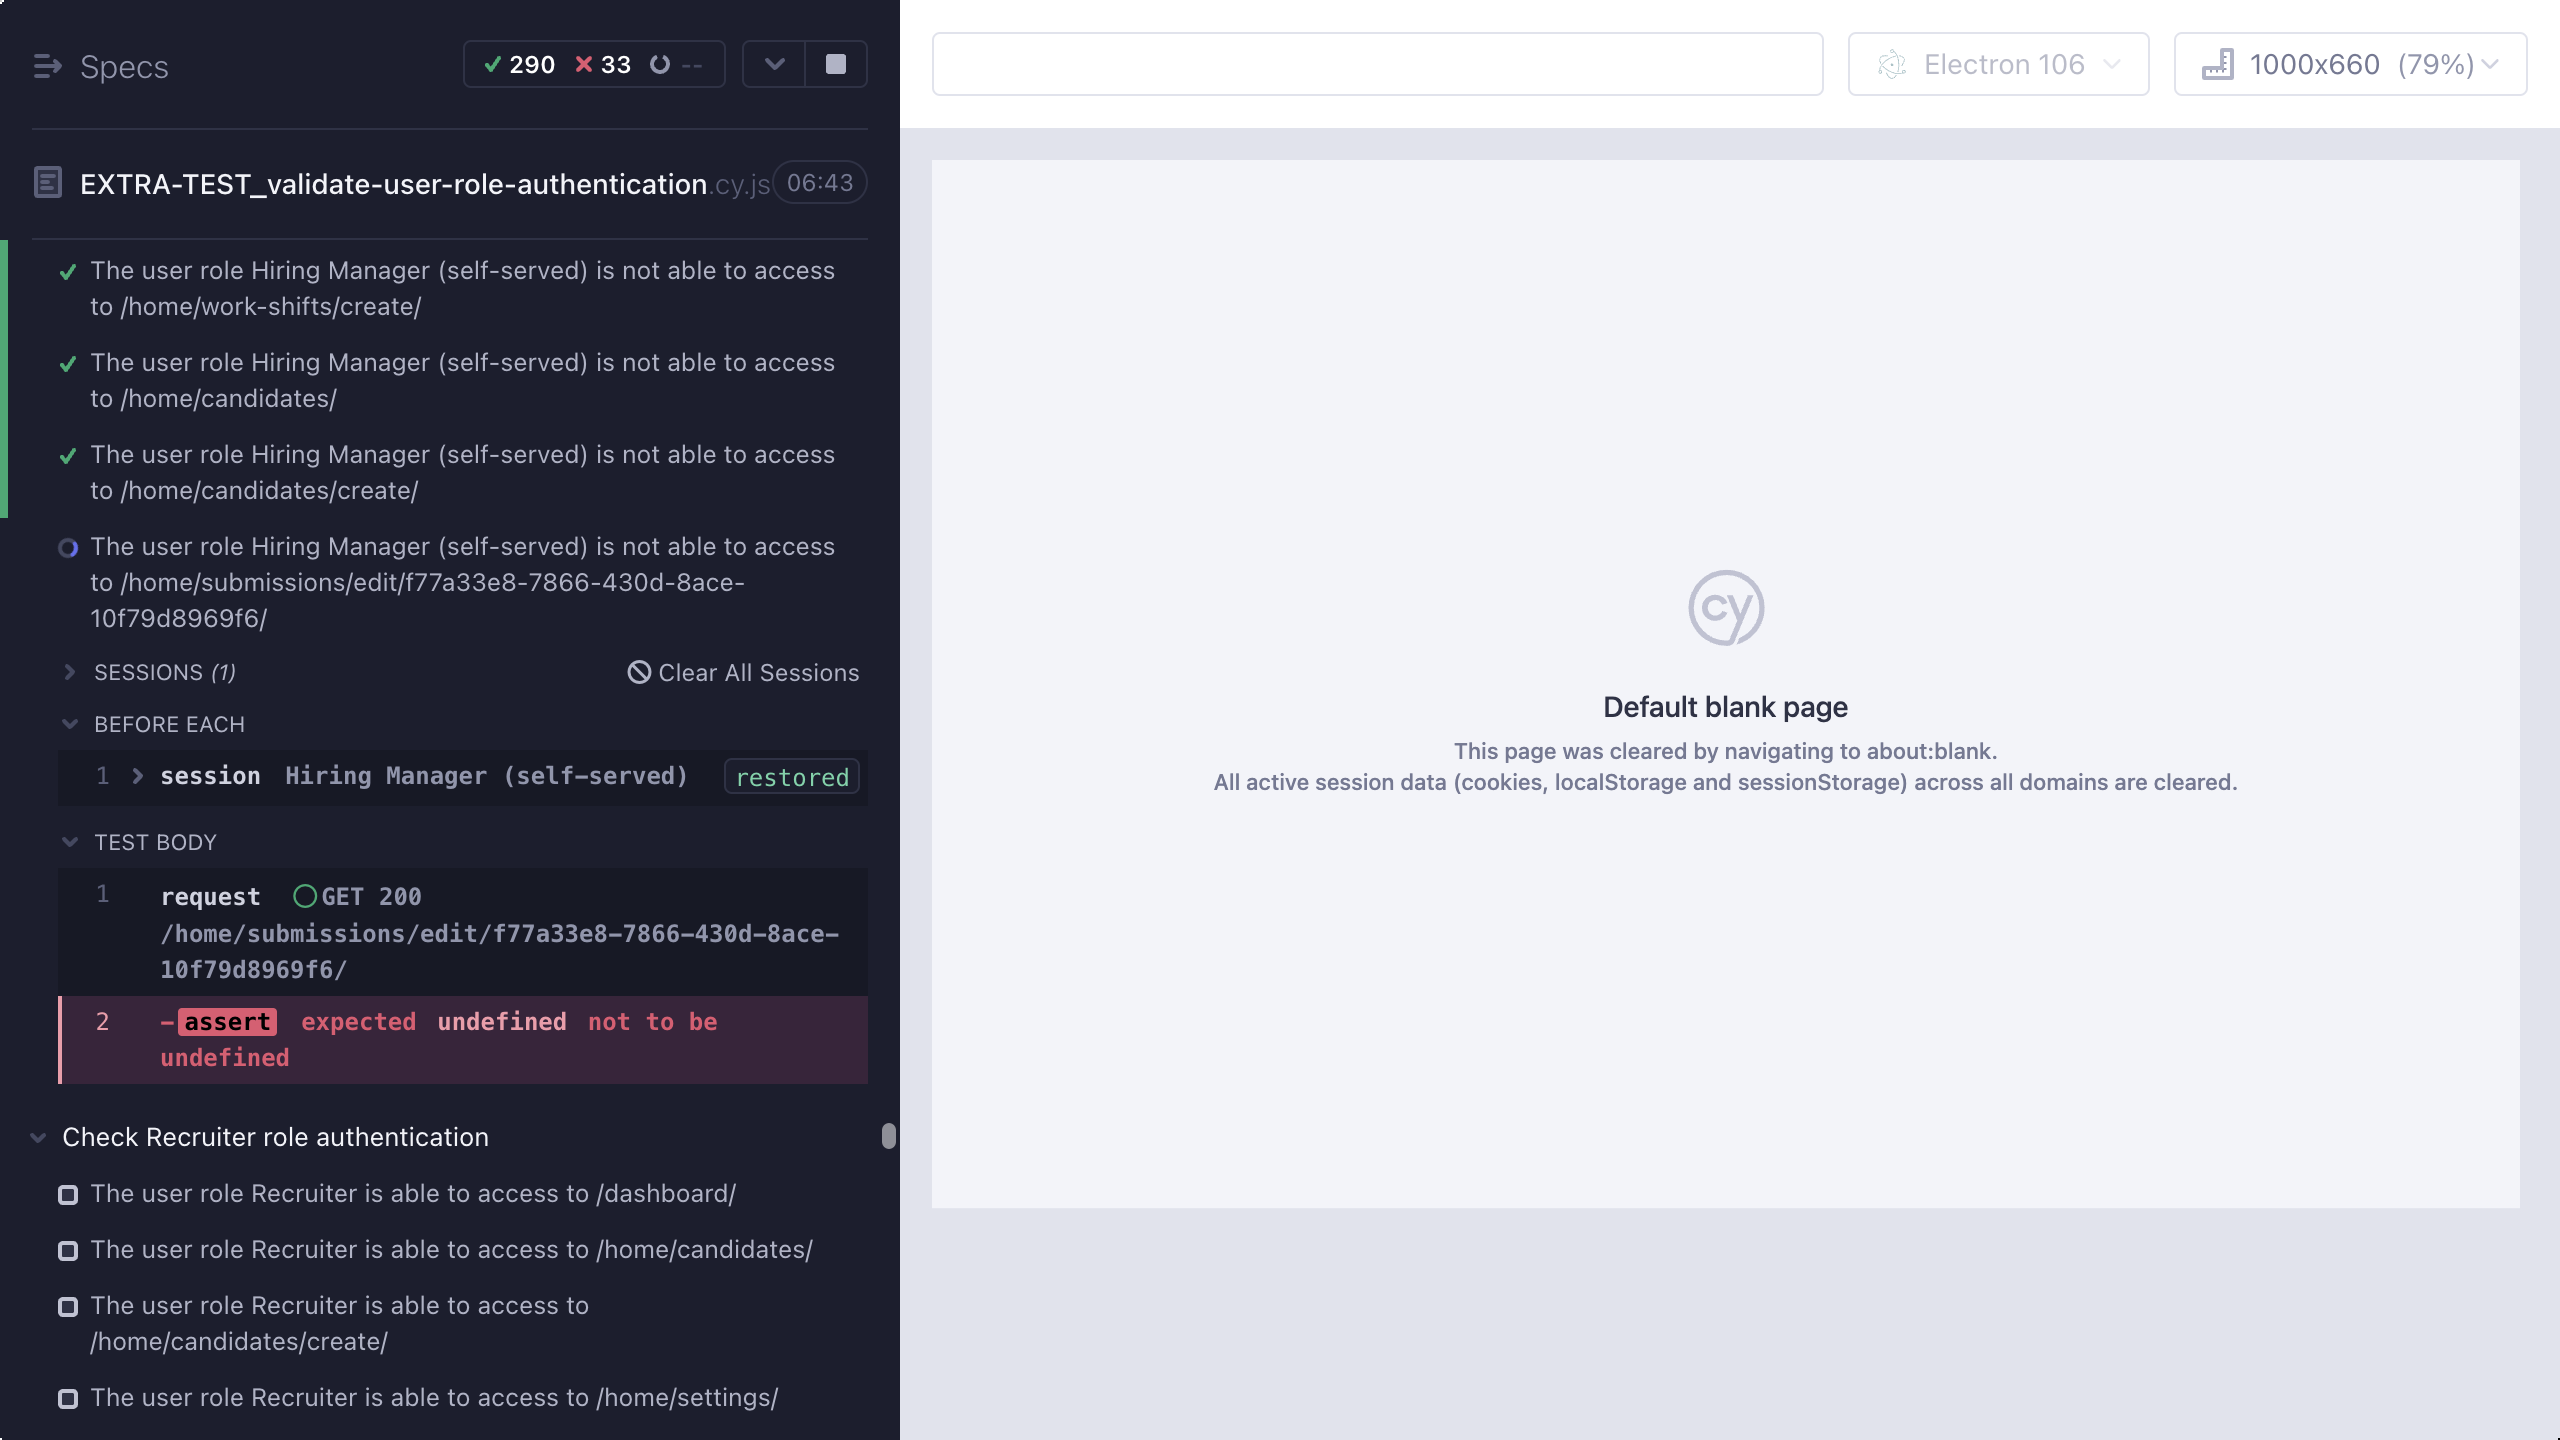 Specs
290 33 --
EXTRA-TEST_validate-user-role-authentication.cy.js 06:43
The user role Hiring Manager (self-served) is not able to access
to /home/work-shifts/create/
The user role Hiring Manager (self-served) is not able to access
to /home/candidates/
The user role Hiring Manager (self-served) is not able to access
to /home/candidates/create/
The user role Hiring Manager (self-served) is not able to access
to /home/submissions/edit/f77a33e8-7866-430d-8ace-
10f79d8969f6/
SESSIONS (1) Clear All Sessions
BEFORE EACH
1 session Hiring Manager (self-served) restored
TEST BODY
1 request GET 200
/home/submissions/edit/f77a33e8-7866-430d-8ace-
10f79d8969f6/
2 -assert expected undefined not to be
undefined
Check Recruiter role authentication
The user role Recruiter is able to access to /dashboard/
The user role Recruiter is able to access to /home/candidates/
The user role Recruiter is able to access to
/home/candidates/create/
The user role Recruiter is able to access to /home/settings/
Electron 106
1000x660 (79%)
cy
Default blank page
This page was cleared by navigating to about:blank.
All active session data (cookies, localStorage and sessionStorage) across all domains are cleared.